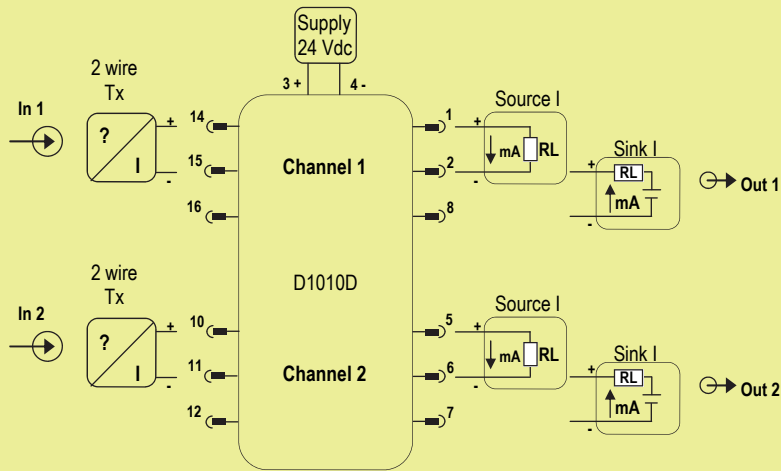 Supply
24 Vdc
3 +
4 -
2 wire
Tx
In 1
?
I
+
-
14
15
16
Channel 1
1
2
8
Source I
+
-
mA
RL
Sink I
+
-
RL
mA
Out 1
D1010D
2 wire
Tx
In 2
?
I
+
-
10
11
12
Channel 2
5
6
7
Source I
+
-
mA
RL
Sink I
+
-
RL
mA
Out 2